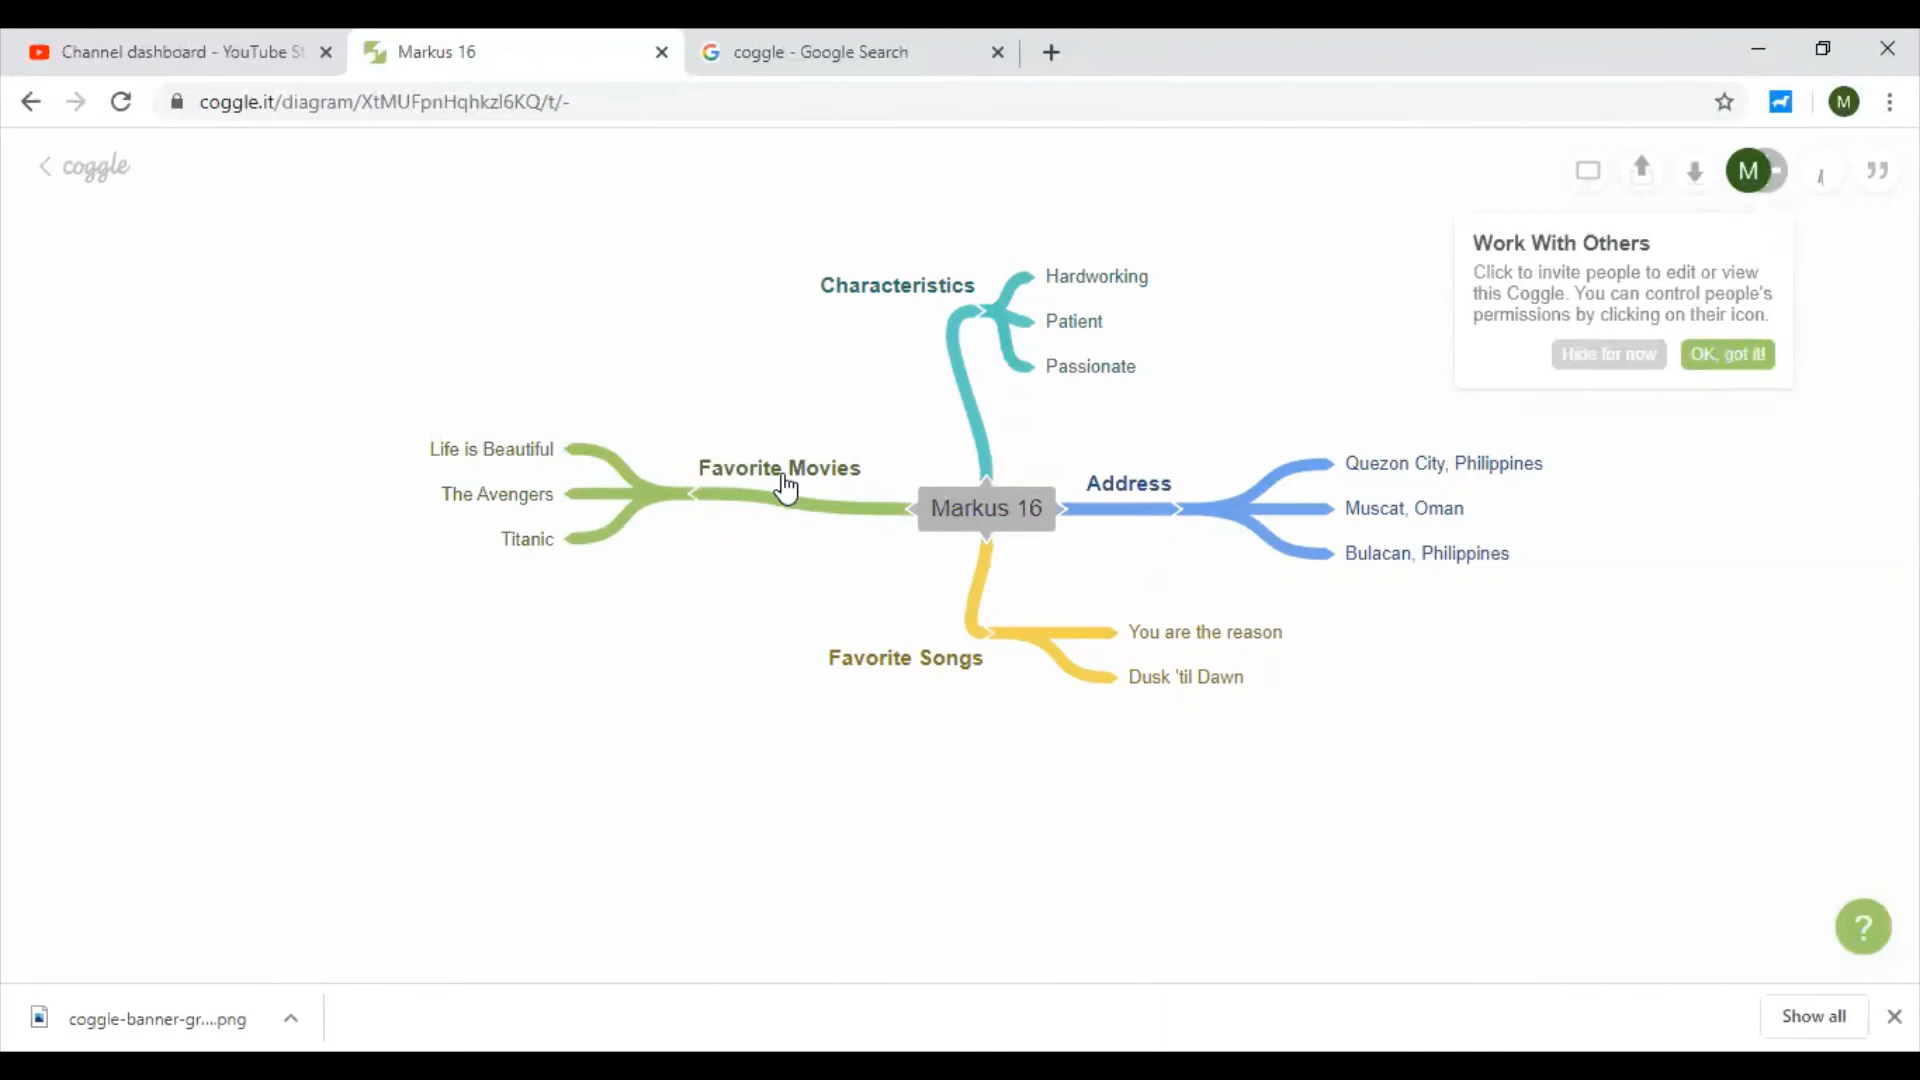 Channel dashboard - YouTube St
Markus 16
coggle - Google Search
coggle.it/diagram/XtMUFpnHqhkzl6KQ/t/-
M
coggle
M
Work With Others
Click to invite people to edit or view
this Coggle. You can control people's
permissions by clicking on their icon.
Hide for now
OK, got it!
Characteristics
Hardworking
Patient
Passionate
Life is Beautiful
The Avengers
Titanic
Favorite Movies
Markus 16
Address
Quezon City, Philippines
Muscat, Oman
Bulacan, Philippines
Favorite Songs
You are the reason
Dusk 'til Dawn
?
coggle-banner-gr....png
Show all